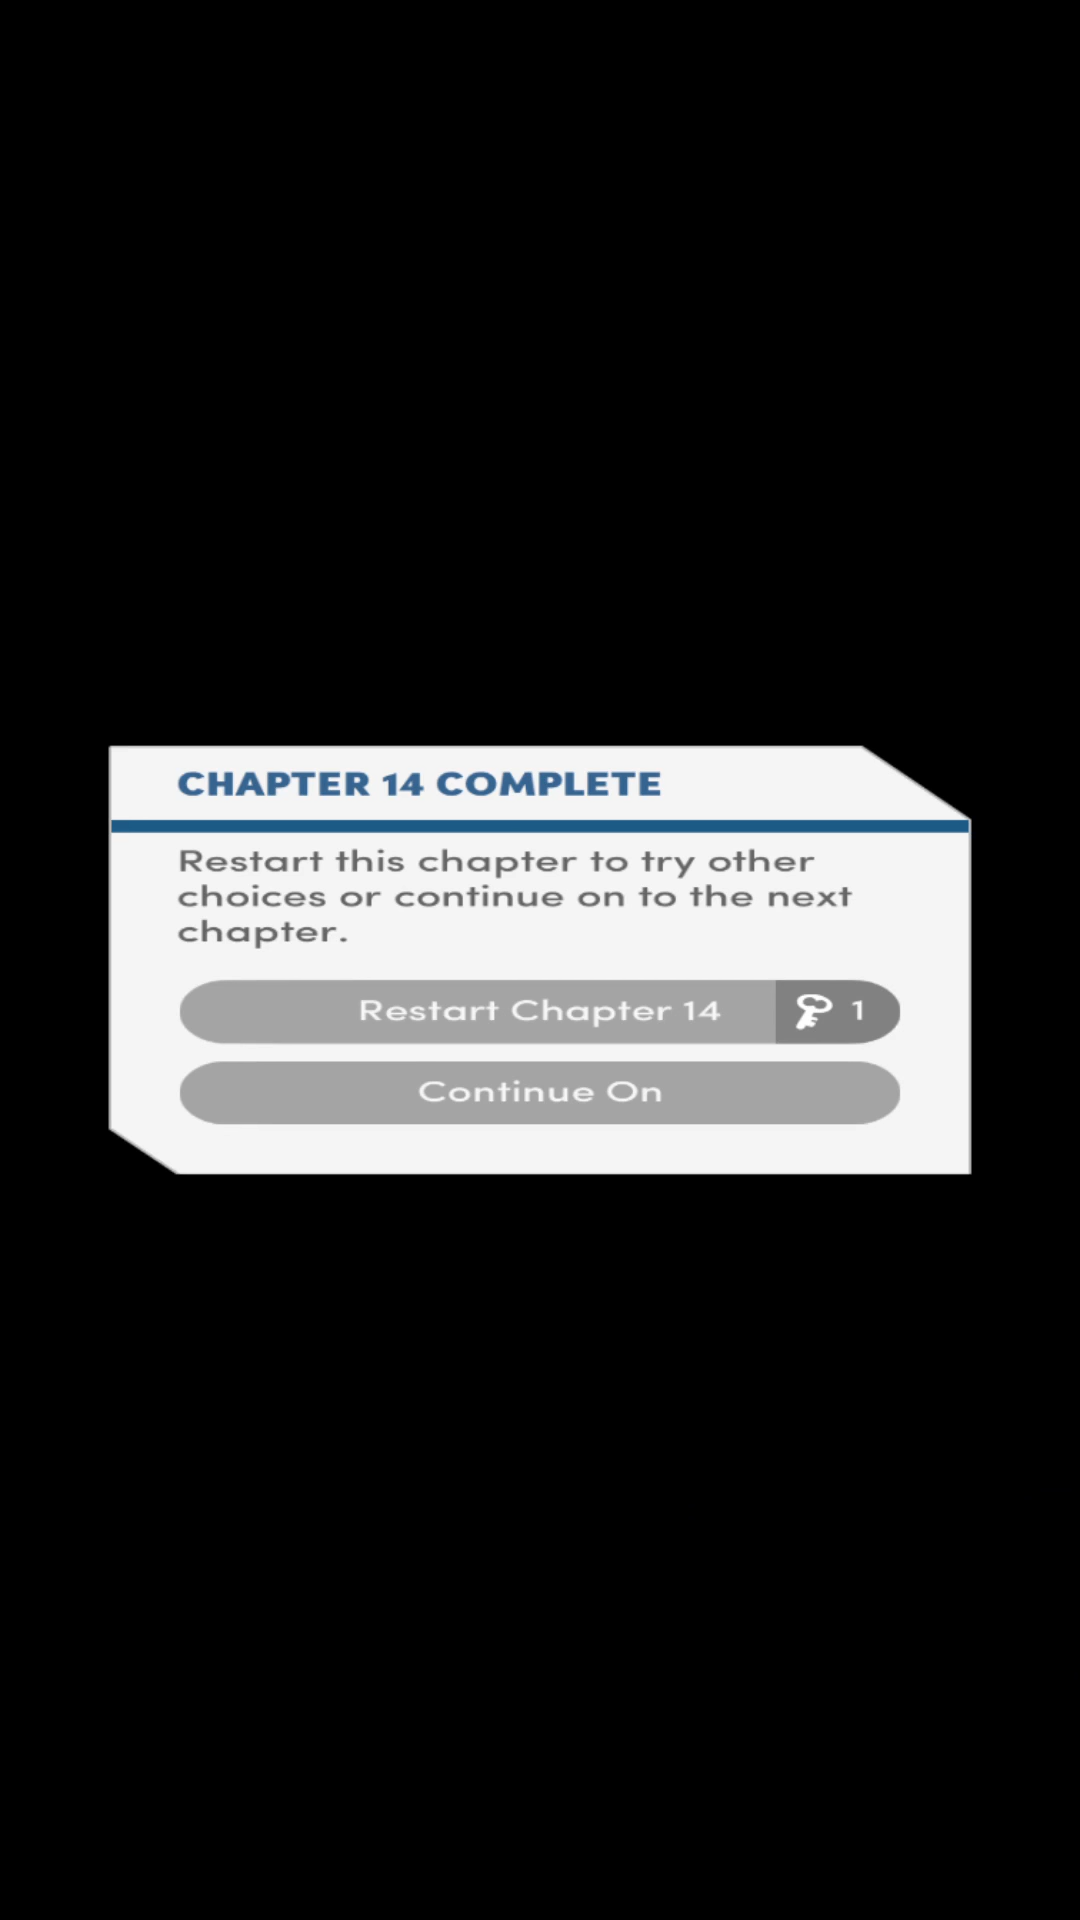 CHAPTER 14 COMPLETE
Restart this chapter to try other
choices or continue on to the next
chapter.
Restart Chapter 14 1
Continue On